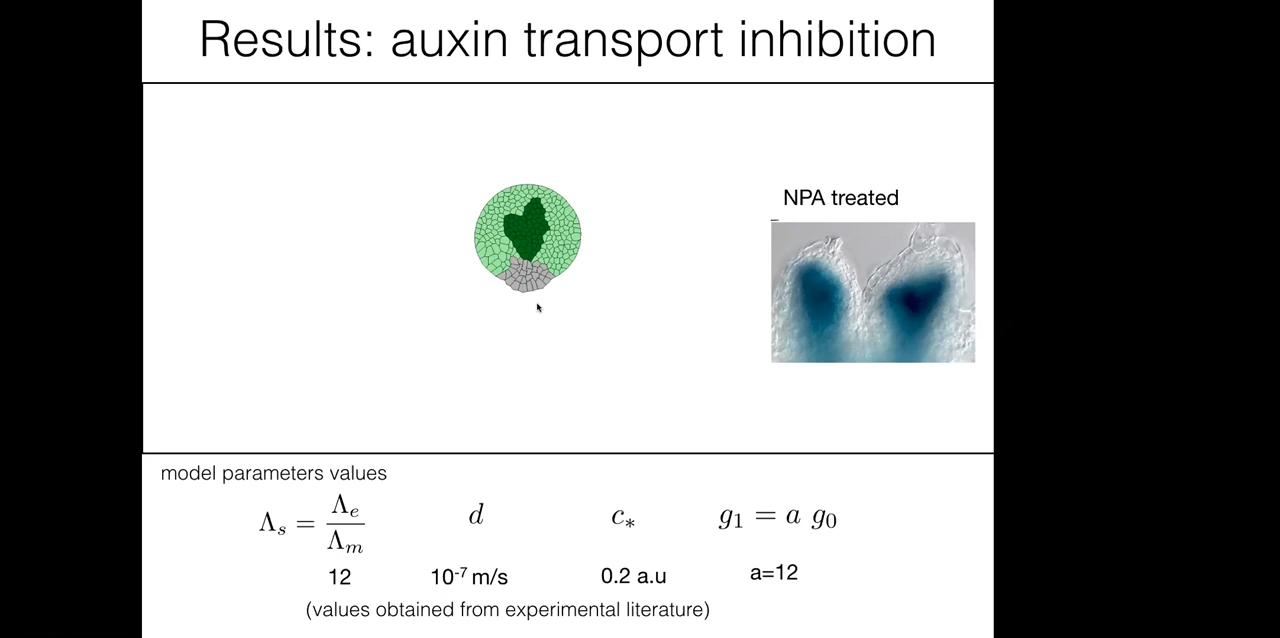 Results: auxin transport inhibition
NPA treated
model parameters values
Λₛ = Λₑ/Λₘ d c* g₁ = a g₀
12 10⁻⁷ m/s 0.2 a.u a=12
(values obtained from experimental literature)